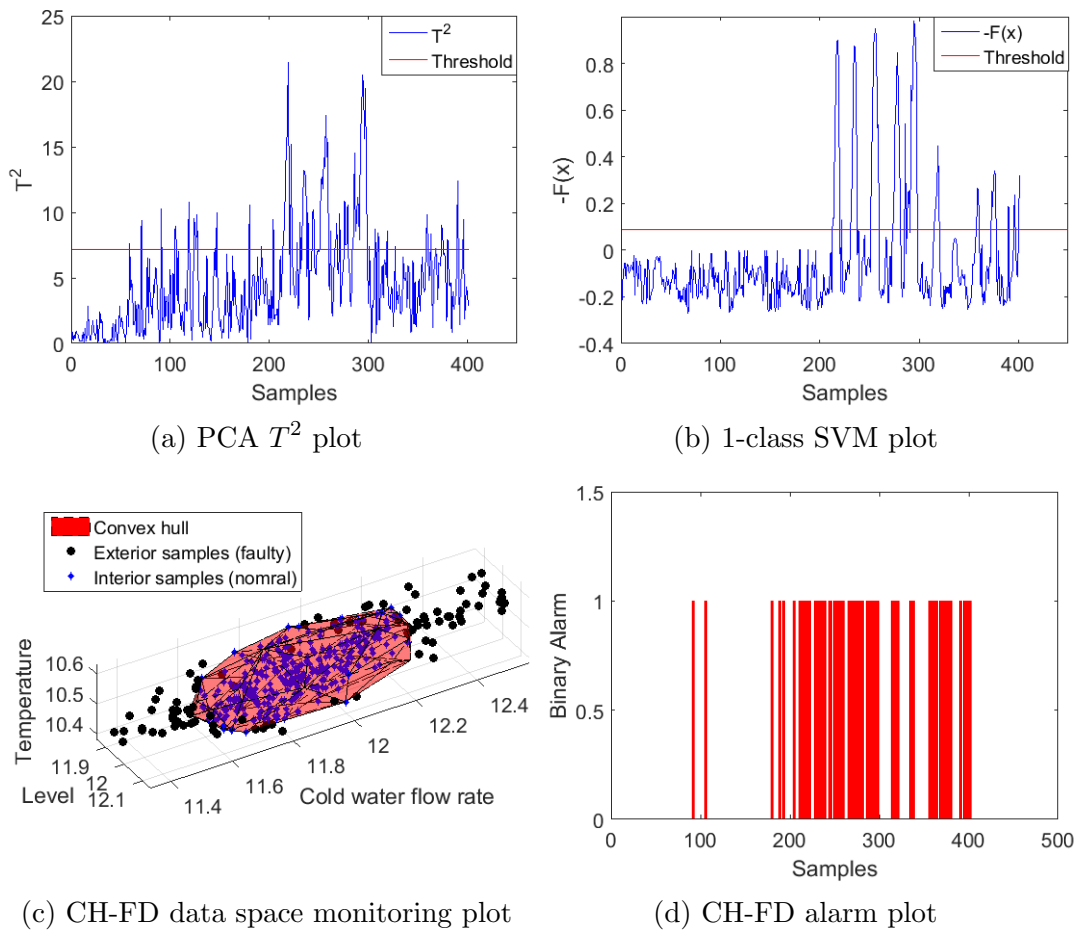 T²
Threshold
25
20
15
10
5
0
T²
0 100 200 300 400
Samples
(a) PCA T² plot
-F(x)
Threshold
0.8
0.6
0.4
0.2
0
-0.2
-0.4
-F(x)
0 100 200 300 400
Samples
(b) 1-class SVM plot
Convex hull
Exterior samples (faulty)
Interior samples (nomral)
Temperature
10.6
10.5
10.4
11.9
12
12.1
Level
11.4
11.6
11.8
12
12.2
12.4
Cold water flow rate
(c) CH-FD data space monitoring plot
1.5
1
0.5
0
Binary Alarm
100 200 300 400 500
Samples
(d) CH-FD alarm plot